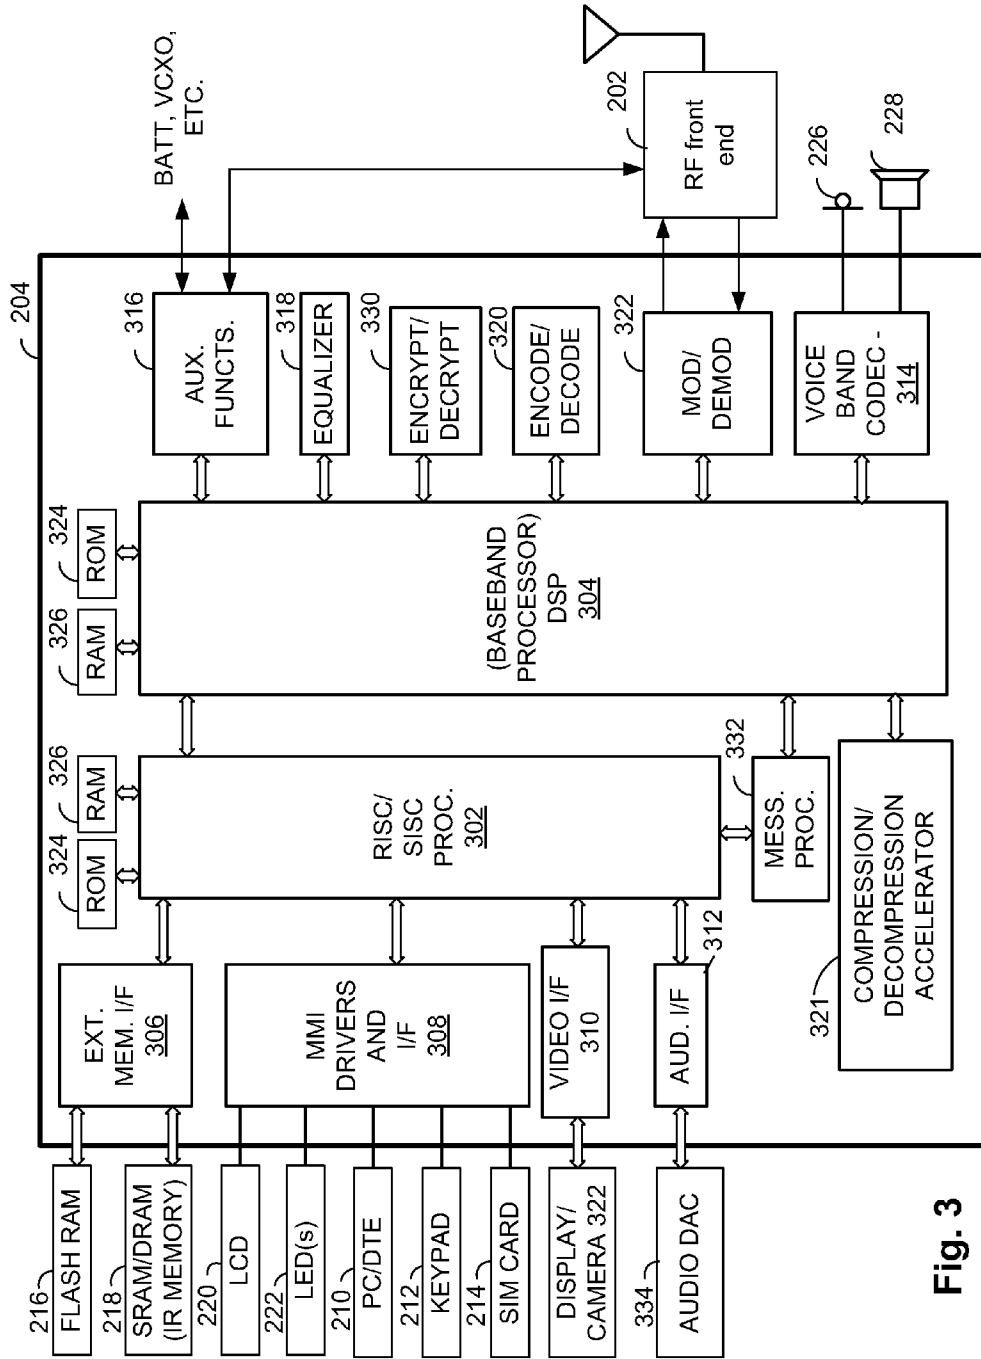 204
BATT, VCXO,
ETC.
216
FLASH RAM
218
SRAM/DRAM
(IR MEMORY)
220
LCD
222
LED(s)
210
PC/DTE
212
KEYPAD
214
SIM CARD
DISPLAY/
CAMERA 322
334
AUDIO DAC
EXT.
MEM. I/F
306
MMI
DRIVERS
AND
I/F
308
VIDEO I/F
310
AUD. I/F
312
324
ROM
326
RAM
RISC/
SISC
PROC.
302
332
MESS.
PROC.
321
COMPRESSION/
DECOMPRESSION
ACCELERATOR
326
RAM
324
ROM
(BASEBAND
PROCESSOR)
DSP
304
316
AUX.
FUNCTS.
318
EQUALIZER
330
ENCRYPT/
DECRYPT
320
ENCODE/
DECODE
322
MOD/
DEMOD
VOICE
BAND
CODEC -
314
202
RF front
end
226
228
Fig. 3